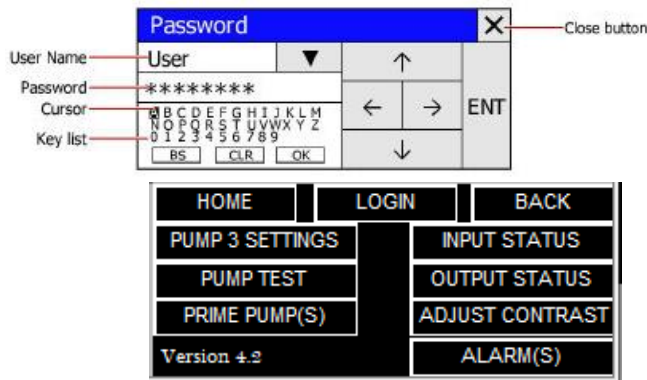 Password
Close button
User Name
User
Password
********
Cursor
A B C D E F G H I J K L M
N O P Q R S T U V W X Y Z
Key list
0 1 2 3 4 5 6 7 8 9
BS CLR OK
ENT
HOME LOGIN BACK
PUMP 3 SETTINGS INPUT STATUS
PUMP TEST OUTPUT STATUS
PRIME PUMP(S) ADJUST CONTRAST
Version 4.2 ALARM(S)